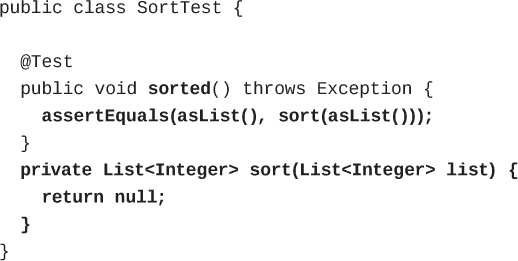 public class SortTest {
@Test
public void sorted() throws Exception {
assertEquals(asList(), sort(asList()));
}
private List<Integer> sort(List<Integer> list) {
return null;
}
}